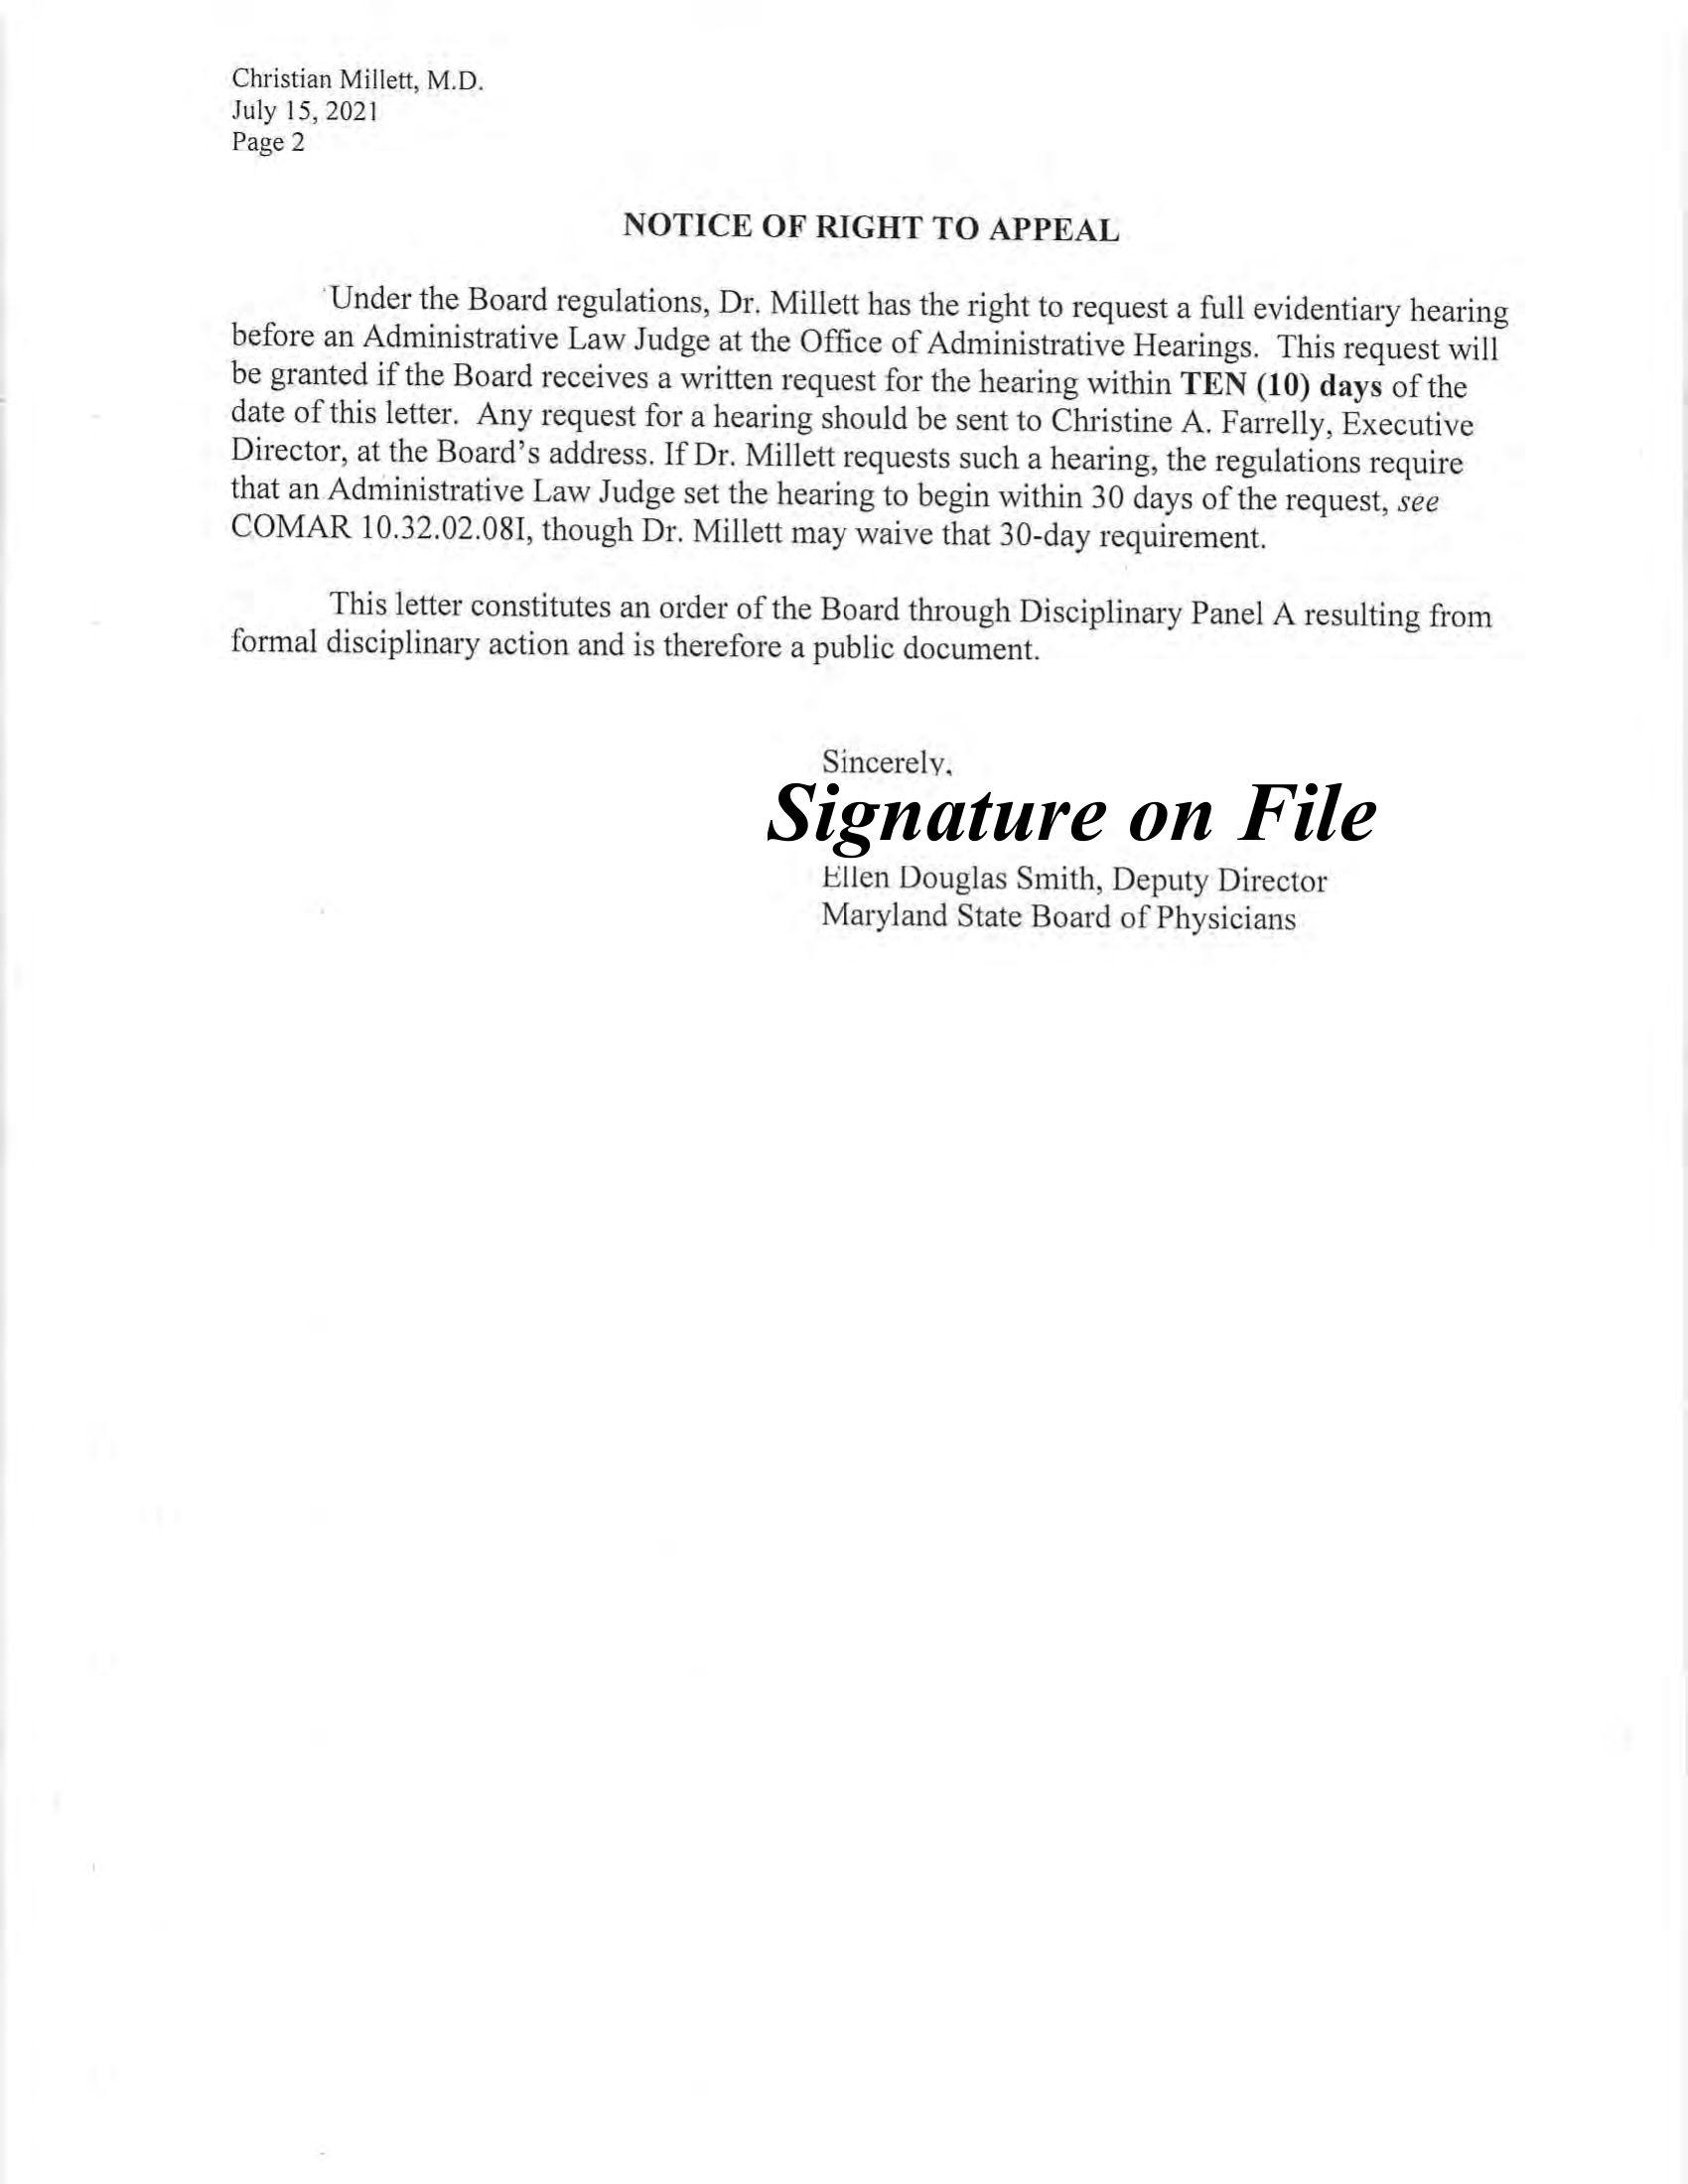 Christian Millett, M.D.
July 15, 2021
Page 2
NOTICE OF RIGHT TO APPEAL
Under the Board regulations, Dr. Millett has the right to request a full evidentiary hearing
before an Administrative Law Judge at the Office of Administrative Hearings. This request will
be granted if the Board receives a written request for the hearing within TEN (10) days of the
date of this letter. Any request for a hearing should be sent to Christine A. Farrelly, Executive
Director, at the Board's address. If Dr. Millett requests such a hearing, the regulations require
that an Administrative Law Judge set the hearing to begin within 30 days of the request, see
COMAR 10.32.02.08I, though Dr. Millett may waive that 30-day requirement.
This letter constitutes an order of the Board through Disciplinary Panel A resulting from
formal disciplinary action and is therefore a public document.
Sincerely,
Signature on File
Ellen Douglas Smith, Deputy Director
Maryland State Board of Physicians